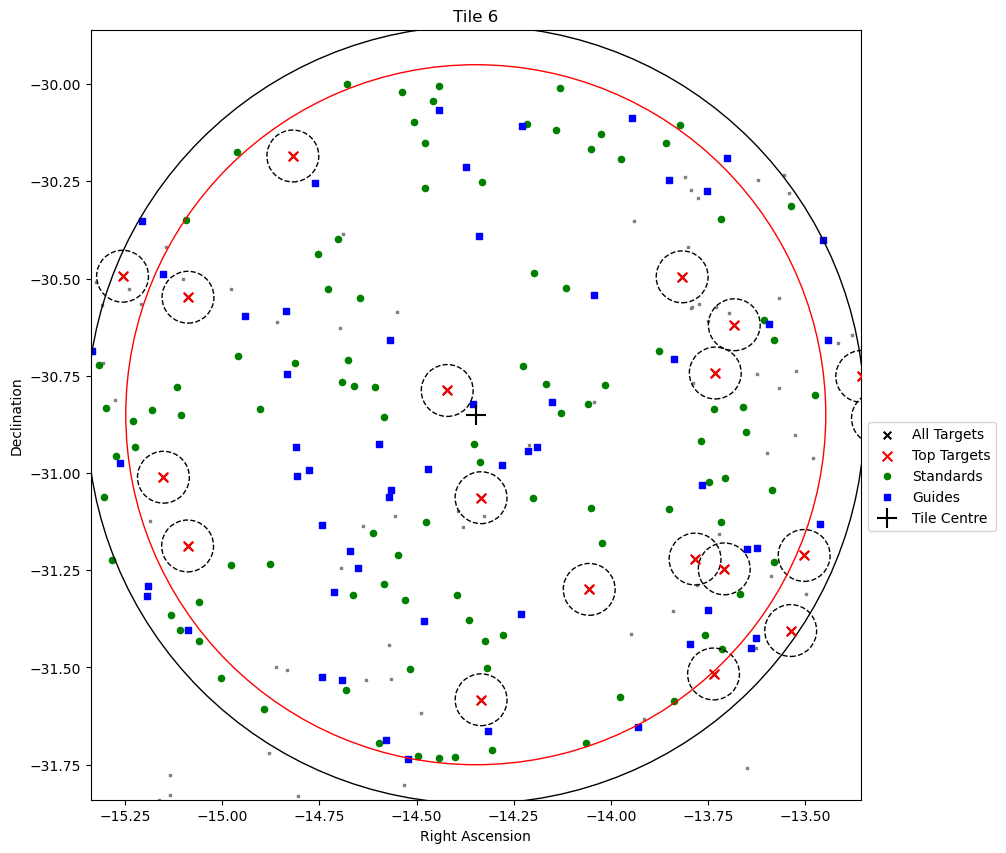 Tile 6
−30.00
−30.25
−30.50
−30.75
−31.00
−31.25
−31.50
−31.75
Declination
All Targets
Top Targets
Standards
Guides
Tile Centre
−15.25 −15.00 −14.75 −14.50 −14.25 −14.00 −13.75 −13.50
Right Ascension